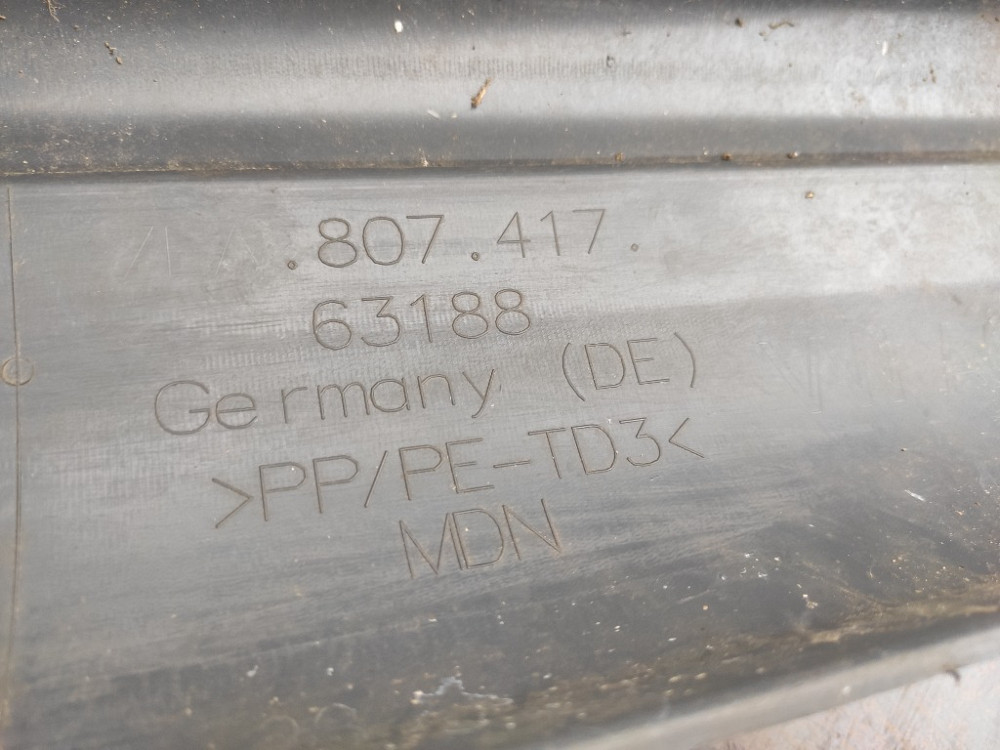 .807.417.
63188
Germany (DE)
>PP/PE-TD3<
MDN